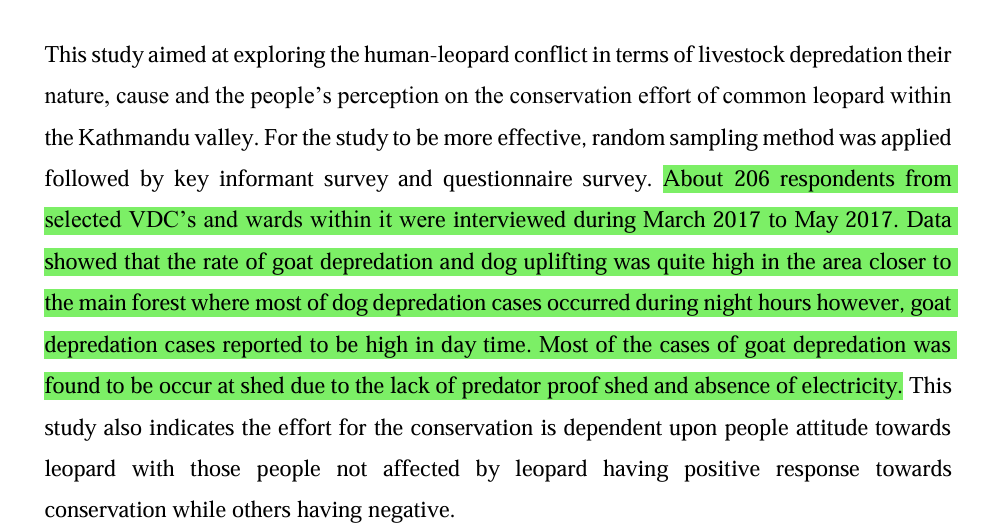 This study aimed at exploring the human-leopard conflict in terms of livestock depredation their
nature, cause and the people’s perception on the conservation effort of common leopard within
the Kathmandu valley. For the study to be more effective, random sampling method was applied
followed by key informant survey and questionnaire survey. About 206 respondents from
selected VDC’s and wards within it were interviewed during March 2017 to May 2017. Data
showed that the rate of goat depredation and dog uplifting was quite high in the area closer to
the main forest where most of dog depredation cases occurred during night hours however, goat
depredation cases reported to be high in day time. Most of the cases of goat depredation was
found to be occur at shed due to the lack of predator proof shed and absence of electricity. This
study also indicates the effort for the conservation is dependent upon people attitude towards
leopard with those people not affected by leopard having positive response towards
conservation while others having negative.